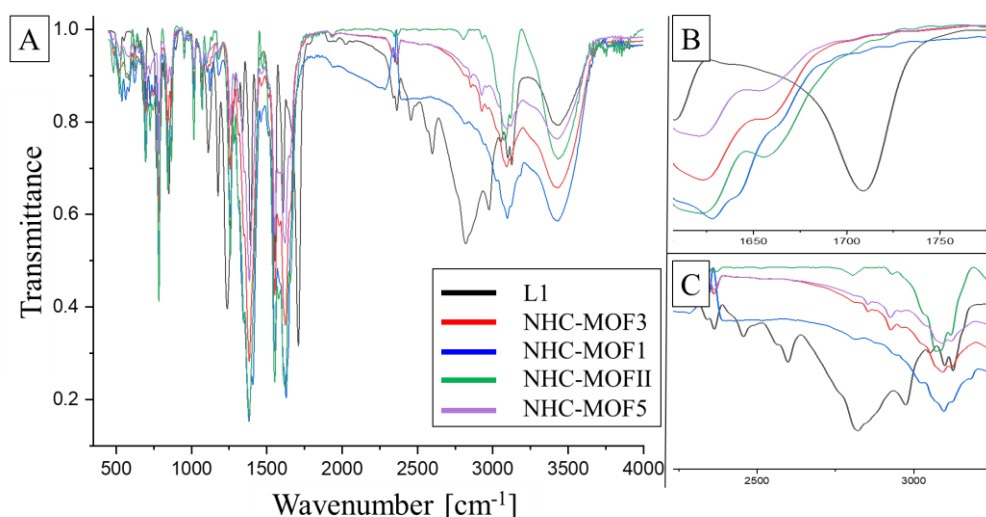 A
1.0
0.8
0.6
0.4
0.2
Transmittance
500 1000 1500 2000 2500 3000 3500 4000
Wavenumber [cm-1]
L1
NHC-MOF3
NHC-MOF1
NHC-MOFII
NHC-MOF5
B
1650 1700 1750
C
2500 3000